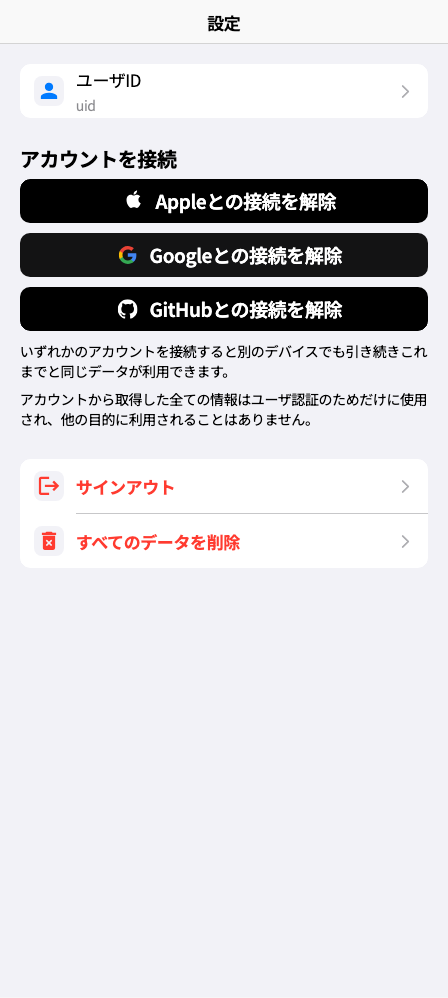 設定
ユーザID
uid
アカウントを接続
Appleとの接続を解除
Googleとの接続を解除
GitHubとの接続を解除
いずれかのアカウントを接続すると別のデバイスでも引き続きこれ
までと同じデータが利用できます。
アカウントから取得した全ての情報はユーザ認証のためだけに使用
され、他の目的に利用されることはありません。
サインアウト
すべてのデータを削除